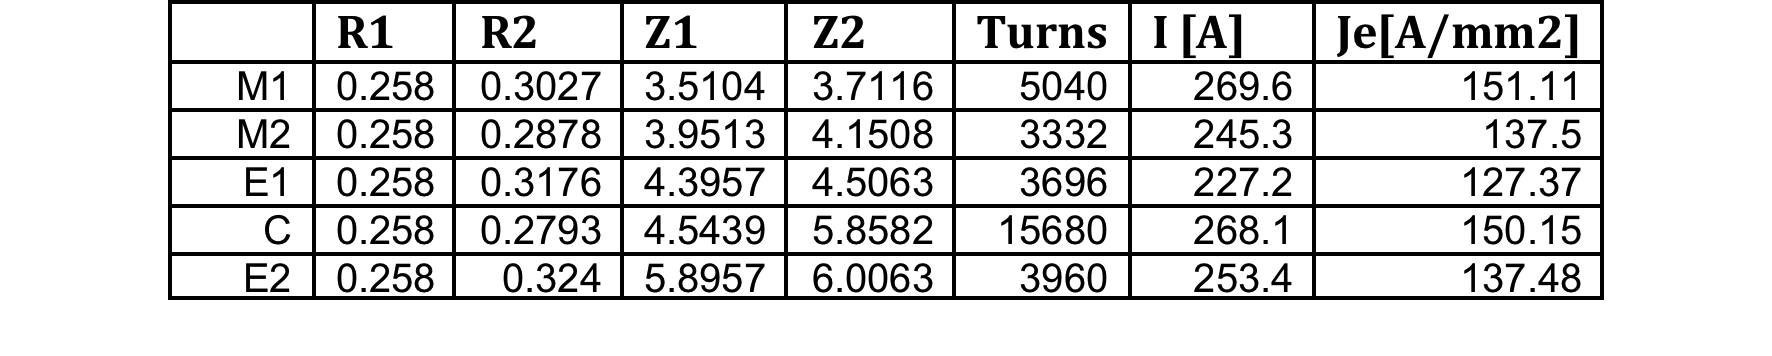 R1 R2 Z1 Z2 Turns I [A] Je[A/mm2]
M1 0.258 0.3027 3.5104 3.7116 5040 269.6 151.11
M2 0.258 0.2878 3.9513 4.1508 3332 245.3 137.5
E1 0.258 0.3176 4.3957 4.5063 3696 227.2 127.37
C 0.258 0.2793 4.5439 5.8582 15680 268.1 150.15
E2 0.258 0.324 5.8957 6.0063 3960 253.4 137.48